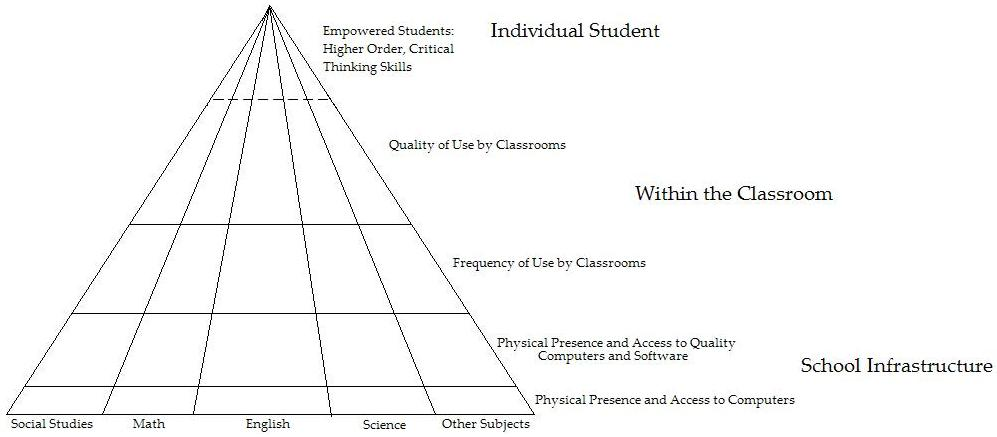 Empowered Students:
Higher Order, Critical
Thinking Skills
Individual Student
Quality of Use by Classrooms
Within the Classroom
Frequency of Use by Classrooms
Physical Presence and Access to Quality
Computers and Software
School Infrastructure
Physical Presence and Access to Computers
Social Studies
Math
English
Science
Other Subjects